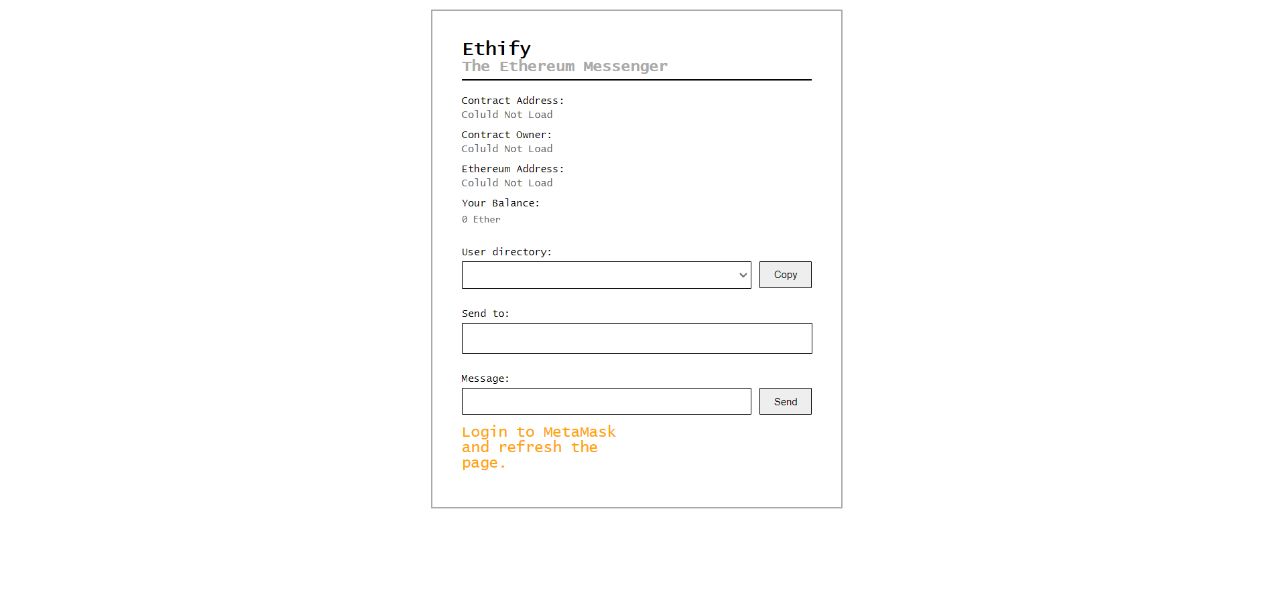 Ethify
The Ethereum Messenger
Contract Address:
Coluld Not Load
Contract Owner:
Coluld Not Load
Ethereum Address:
Coluld Not Load
Your Balance:
0 Ether
User directory:
Copy
Send to:
Message:
Send
Login to MetaMask
and refresh the
page.